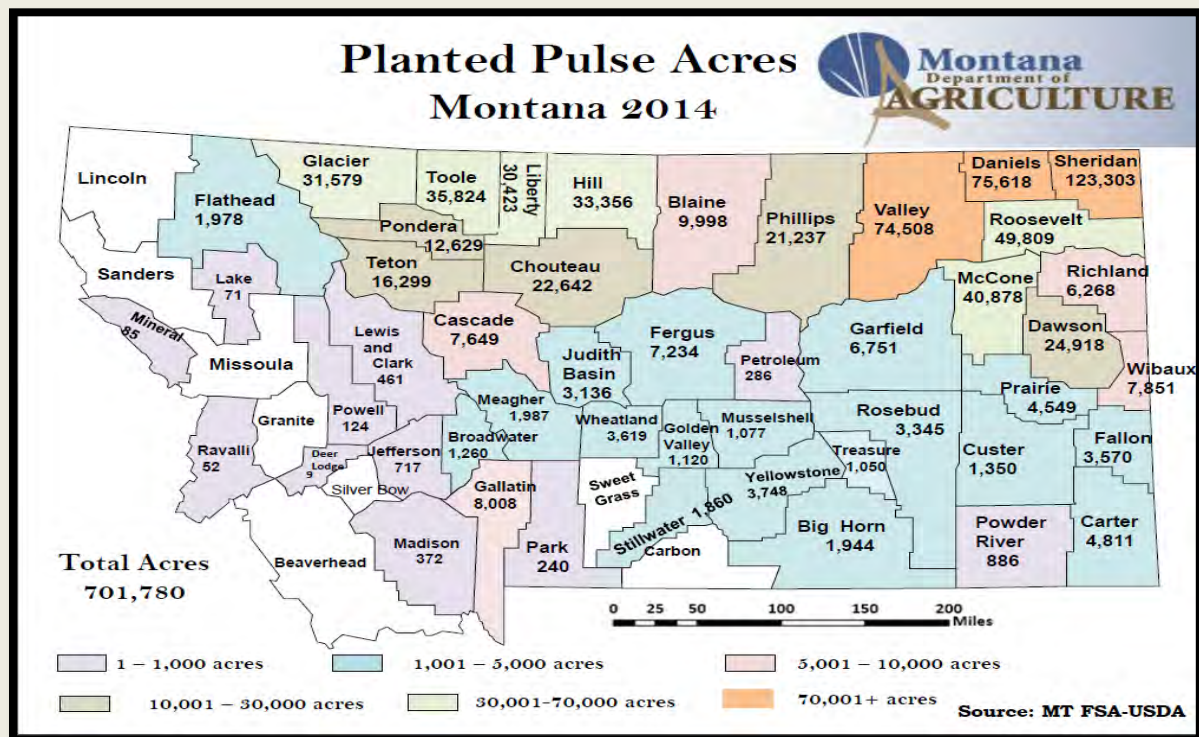 Planted Pulse Acres
Montana 2014
Montana
Department of
AGRICULTURE
Lincoln
Flathead
1,978
Glacier
31,579
Toole
35,824
Liberty
30,423
Hill
33,356
Blaine
9,998
Phillips
21,237
Valley
74,508
Daniels
75,618
Sheridan
123,303
Roosevelt
49,809
Pondera
12,629
Teton
16,299
Chouteau
22,642
Sanders
Lake
71
Mineral
85
Missoula
Lewis
and
Clark
461
Cascade
7,649
Judith
Basin
3,136
Fergus
7,234
Petroleum
286
Garfield
6,751
McCone
40,878
Richland
6,268
Dawson
24,918
Wibaux
7,851
Prairie
4,549
Granite
Powell
124
Meagher
1,987
Broadwater
1,260
Wheatland
3,619
Golden
Valley
1,120
Musselshell
1,077
Rosebud
3,345
Treasure
1,050
Custer
1,350
Fallon
3,570
Ravalli
52
Deer
Lodge
9
Silver Bow
Jefferson
717
Gallatin
8,008
Sweet
Grass
Stillwater 1,860
Yellowstone
3,748
Big Horn
1,944
Powder
River
886
Carter
4,811
Beaverhead
Madison
372
Park
240
Carbon
Total Acres
701,780
0 25 50 100 150 200
Miles
1 – 1,000 acres
1,001 – 5,000 acres
5,001 – 10,000 acres
10,001 – 30,000 acres
30,001-70,000 acres
70,001+ acres
Source: MT FSA-USDA